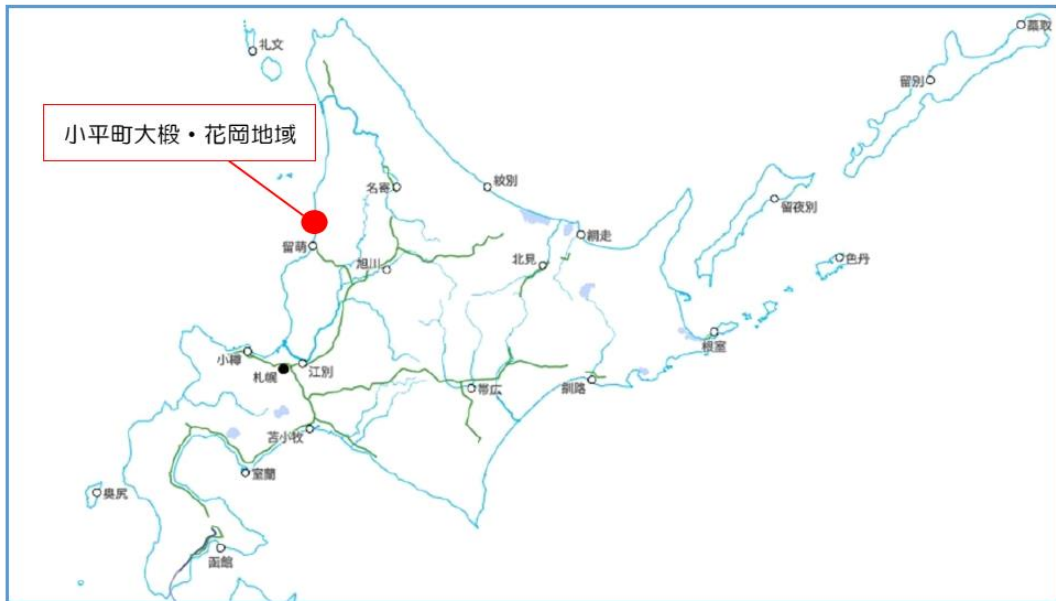 蘂取
礼文
留別
小平町大椴・花岡地域
名寄
紋別
留夜別
網走
留萌
北見
旭川
色丹
根室
小樽
江別
札幌
帯広
釧路
苫小牧
室蘭
奥尻
函館